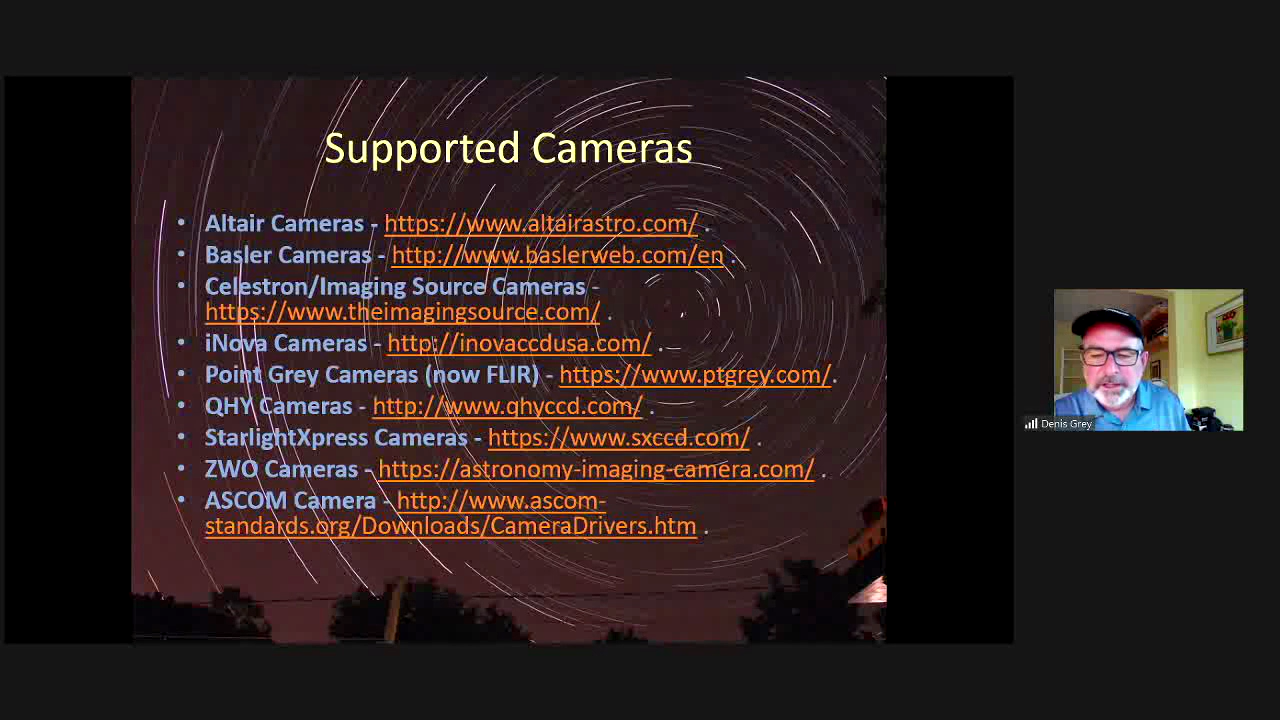 Supported Cameras
• Altair Cameras - https://www.altairastro.com/ .
• Basler Cameras - http://www.baslerweb.com/en .
• Celestron/Imaging Source Cameras -
https://www.theimagingsource.com/ .
• iNova Cameras - http://inovaccdusa.com/ .
• Point Grey Cameras (now FLIR) - https://www.ptgrey.com/.
• QHY Cameras - http://www.qhyccd.com/ .
• StarlightXpress Cameras - https://www.sxccd.com/ .
• ZWO Cameras - https://astronomy-imaging-camera.com/ .
• ASCOM Camera - http://www.ascom-
standards.org/Downloads/CameraDrivers.htm .
Denis Grey